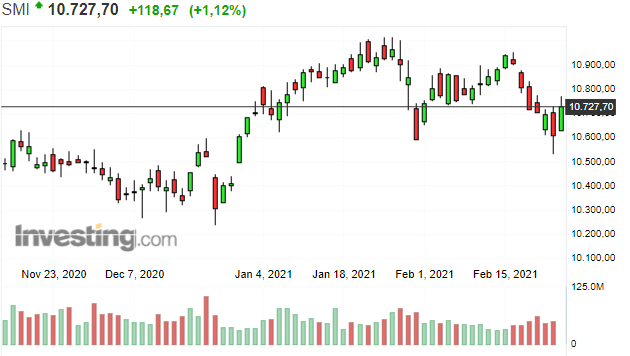 SMI 10.727,70 +118,67 (+1,12%)
10.900,00
10.800,00
10.727,70
10.600,00
10.500,00
10.400,00
10.300,00
10.200,00
10.100,00
Investing.com
Nov 23, 2020 Dec 7, 2020 Jan 4, 2021 Jan 18, 2021 Feb 1, 2021 Feb 15, 2021
125.0M
0